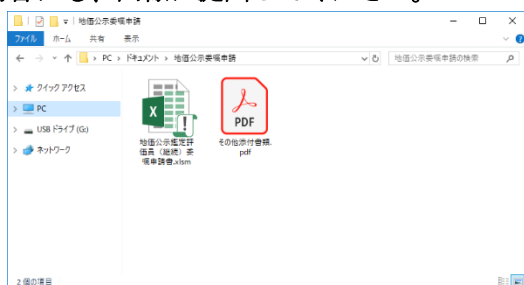 地価公示委嘱申請
ファイル ホーム 共有 表示
PC > ドキュメント > 地価公示委嘱申請
地価公示委嘱申請の検索
クイック アクセス
PC
USB ドライブ (G:)
ネットワーク
地価公示鑑定評
価員（継続）委
嘱申請書.xlsm
PDF
その他添付書類.
pdf
2 個の項目